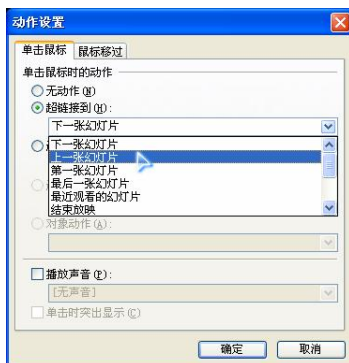 动作设置
单击鼠标 鼠标移过
单击鼠标时的动作
无动作(N)
超链接到(H):
下一张幻灯片
下一张幻灯片
上一张幻灯片
第一张幻灯片
最后一张幻灯片
最近观看的幻灯片
结束放映
对象动作(A):
播放声音(P):
[无声音]
单击时突出显示(C)
确定 取消